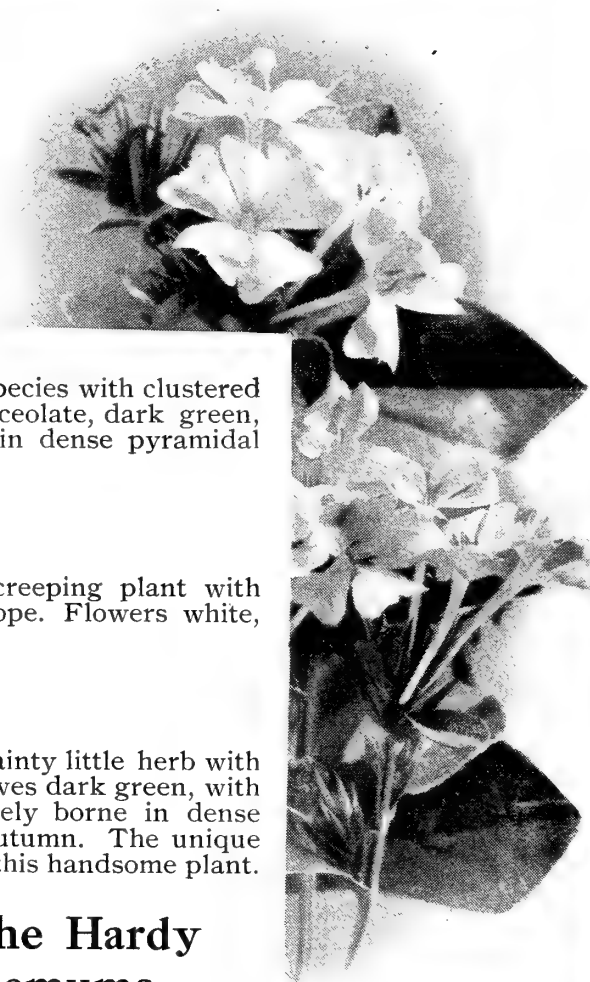 pecies with clustered
ceolate, dark green,
in dense pyramidal
creeping plant with
ope. Flowers white,
ainty little herb with
ves dark green, with
ely borne in dense
utumn. The unique
this handsome plant.
he Hardy